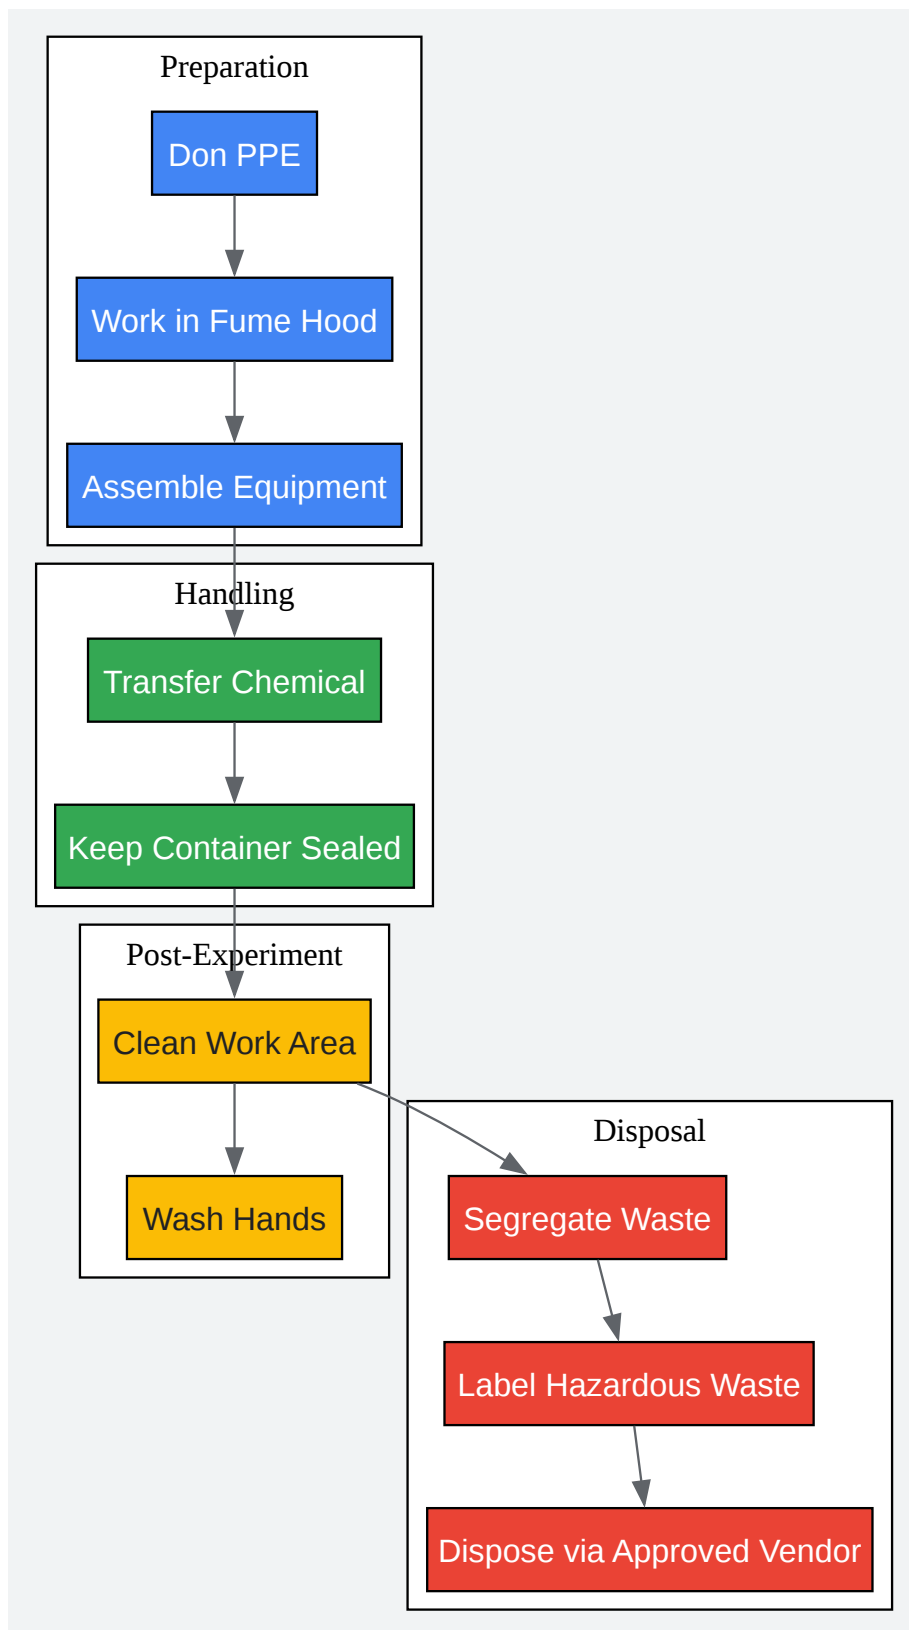 Preparation
Don PPE
Work in Fume Hood
Assemble Equipment
Handling
Transfer Chemical
Keep Container Sealed
Post-Experiment
Clean Work Area
Wash Hands
Disposal
Segregate Waste
Label Hazardous Waste
Dispose via Approved Vendor